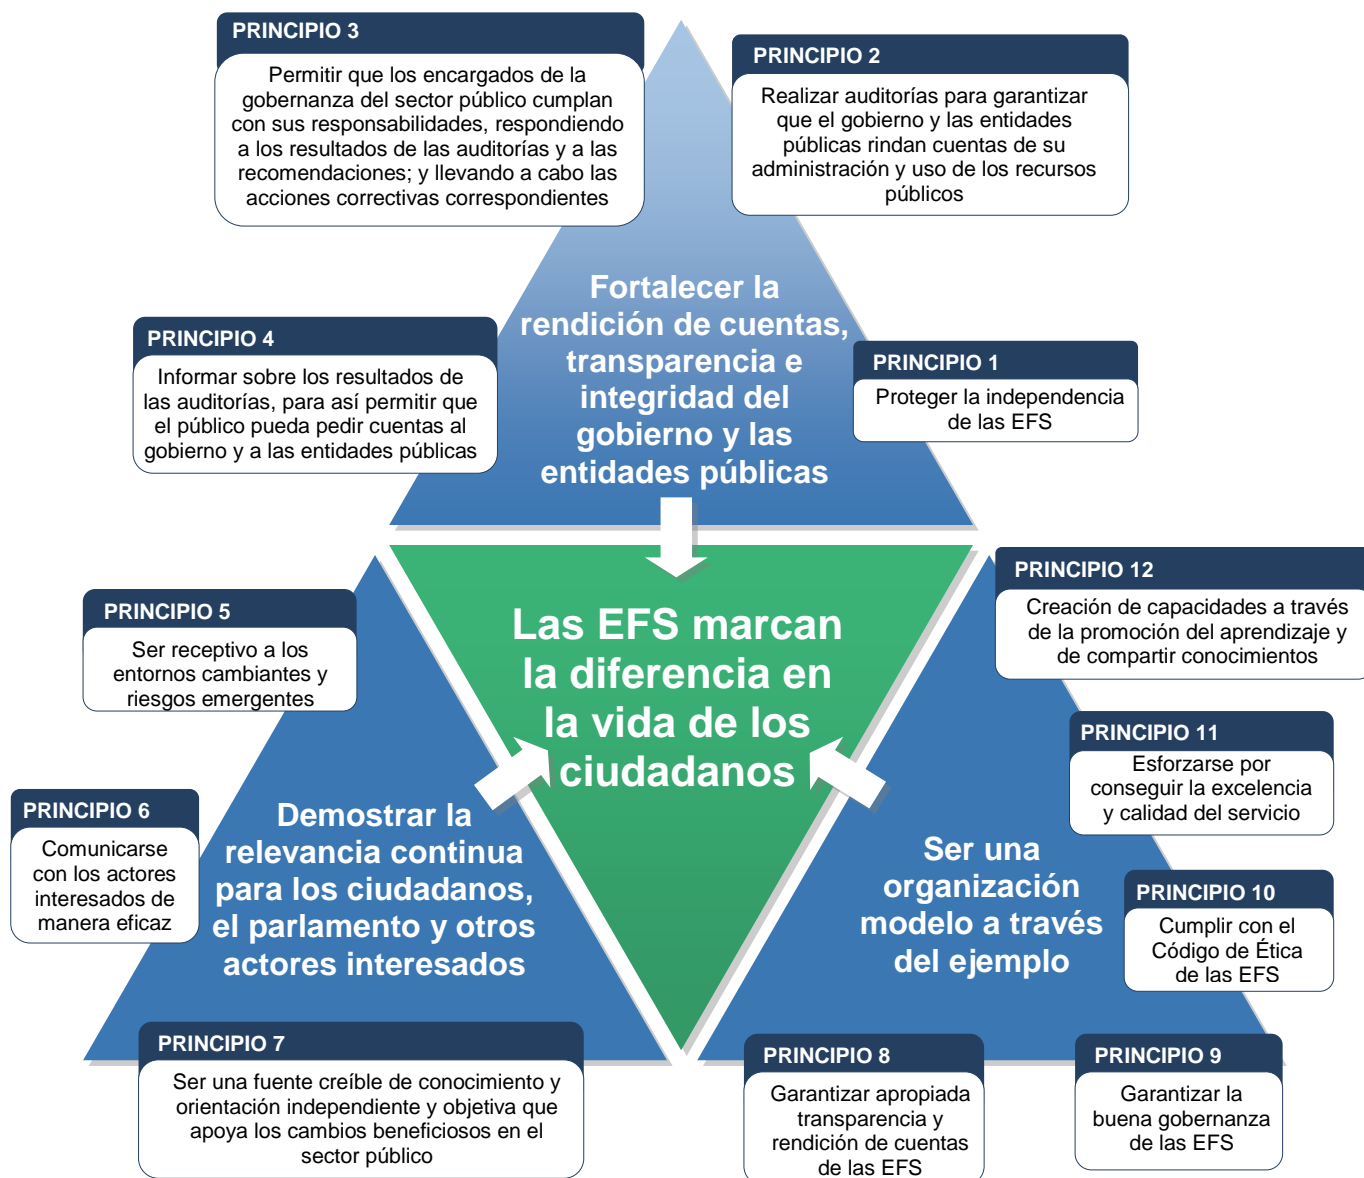 PRINCIPIO 3
Permitir que los encargados de la
gobernanza del sector público cumplan
con sus responsabilidades, respondiendo
a los resultados de las auditorías y a las
recomendaciones; y llevando a cabo las
acciones correctivas correspondientes
PRINCIPIO 2
Realizar auditorías para garantizar
que el gobierno y las entidades
públicas rindan cuentas de su
administración y uso de los recursos
públicos
Fortalecer la
rendición de cuentas,
transparencia e
integridad del
gobierno y las
entidades públicas
PRINCIPIO 4
Informar sobre los resultados de
las auditorías, para así permitir que
el público pueda pedir cuentas al
gobierno y a las entidades públicas
PRINCIPIO 1
Proteger la independencia
de las EFS
PRINCIPIO 5
Ser receptivo a los
entornos cambiantes y
riesgos emergentes
Las EFS marcan
la diferencia en
la vida de los
ciudadanos
PRINCIPIO 12
Creación de capacidades a través
de la promoción del aprendizaje y
de compartir conocimientos
PRINCIPIO 11
Esforzarse por
conseguir la excelencia
y calidad del servicio
PRINCIPIO 6
Comunicarse
con los actores
interesados de
manera eficaz
Demostrar la
relevancia continua
para los ciudadanos,
el parlamento y otros
actores interesados
Ser una
organización
modelo a través
del ejemplo
PRINCIPIO 10
Cumplir con el
Código de Ética
de las EFS
PRINCIPIO 7
Ser una fuente creíble de conocimiento y
orientación independiente y objetiva que
apoya los cambios beneficiosos en el
sector público
PRINCIPIO 8
Garantizar apropiada
transparencia y
rendición de cuentas
de las EFS
PRINCIPIO 9
Garantizar la
buena gobernanza
de las EFS